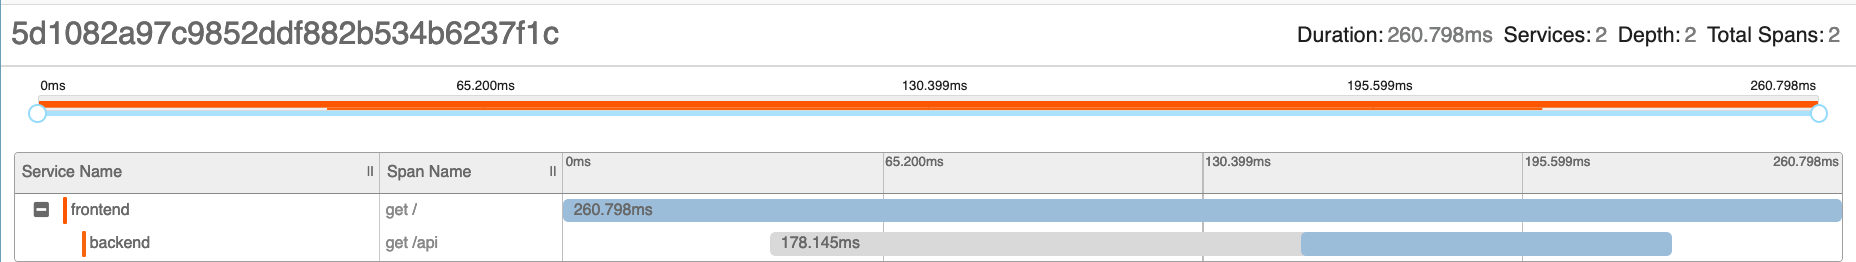 5d1082a97c9852ddf882b534b6237f1c Duration: 260.798ms Services: 2 Depth: 2 Total Spans: 2
0ms 65.200ms 130.399ms 195.599ms 260.798ms
Service Name Span Name 0ms 65.200ms 130.399ms 195.599ms 260.798ms
frontend get / 260.798ms
backend get /api 178.145ms